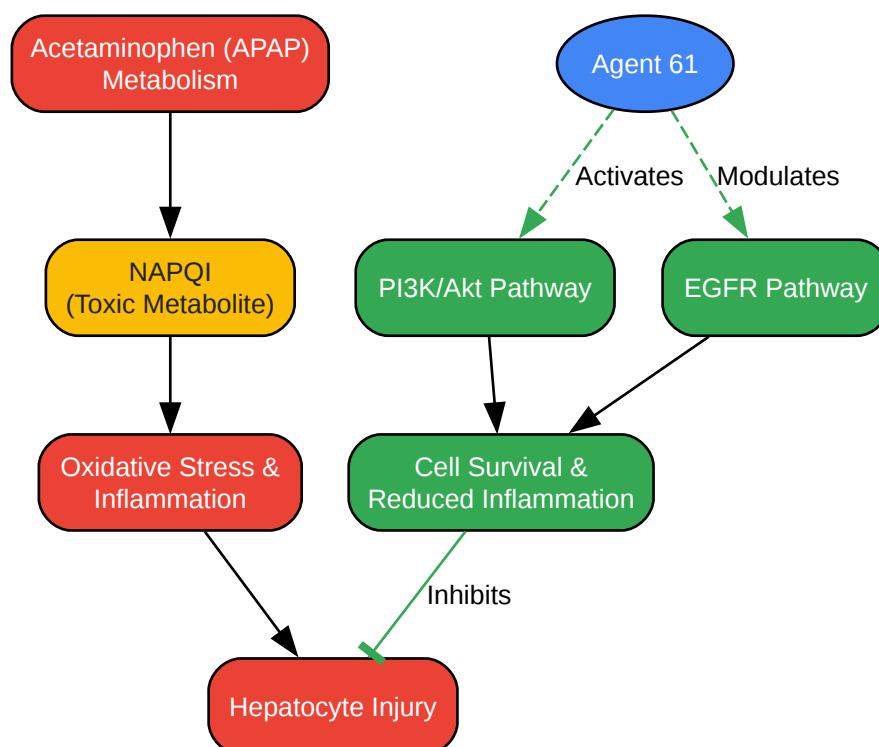 Acetaminophen (APAP)
Metabolism
Agent 61
Activates
Modulates
NAPQI
(Toxic Metabolite)
PI3K/Akt Pathway
EGFR Pathway
Oxidative Stress &
Inflammation
Cell Survival &
Reduced Inflammation
Inhibits
Hepatocyte Injury